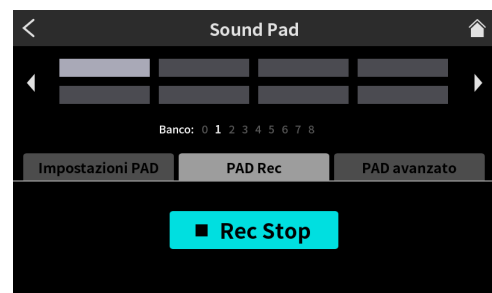 Sound Pad
Banco: 0 1 2 3 4 5 6 7 8
Impostazioni PAD PAD Rec PAD avanzato
Rec Stop